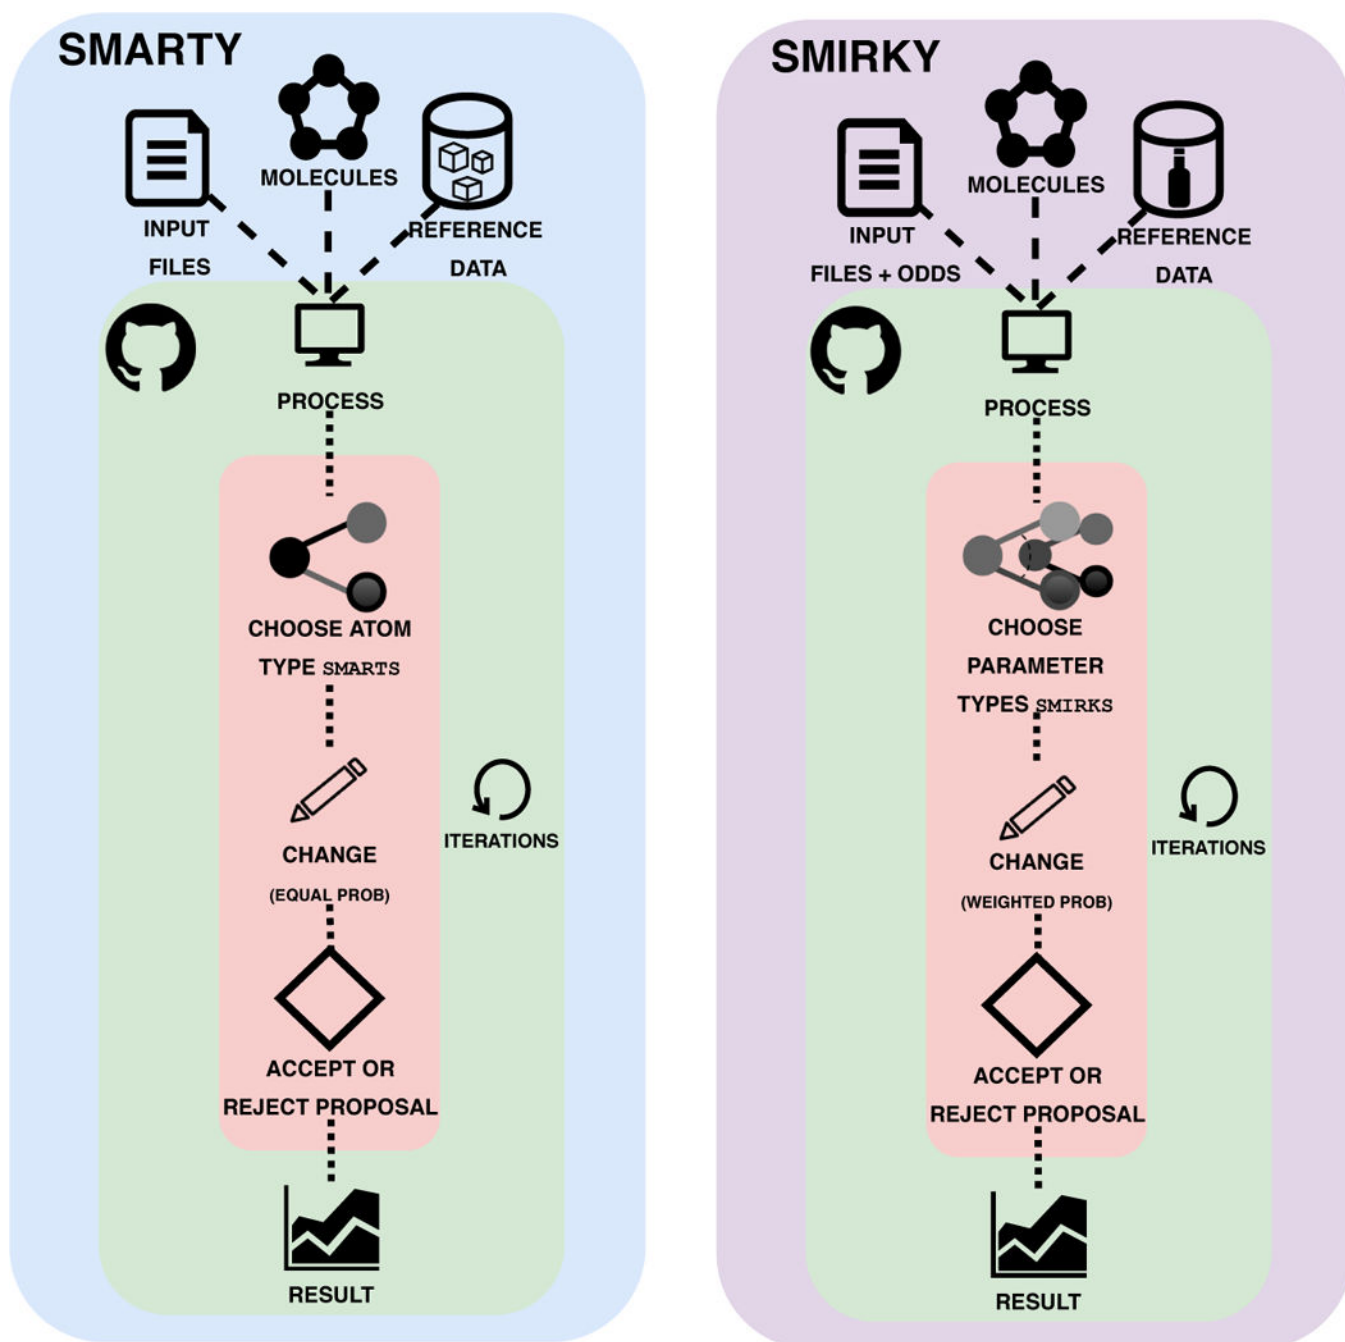 SMARTY
MOLECULES
INPUT
FILES
REFERENCE
DATA
PROCESS
CHOOSE ATOM
TYPE SMARTS
CHANGE
(EQUAL PROB)
ITERATIONS
ACCEPT OR
REJECT PROPOSAL
RESULT
SMIRKY
MOLECULES
INPUT
FILES + ODDS
REFERENCE
DATA
PROCESS
CHOOSE
PARAMETER
TYPES SMIRKS
CHANGE
(WEIGHTED PROB)
ITERATIONS
ACCEPT OR
REJECT PROPOSAL
RESULT